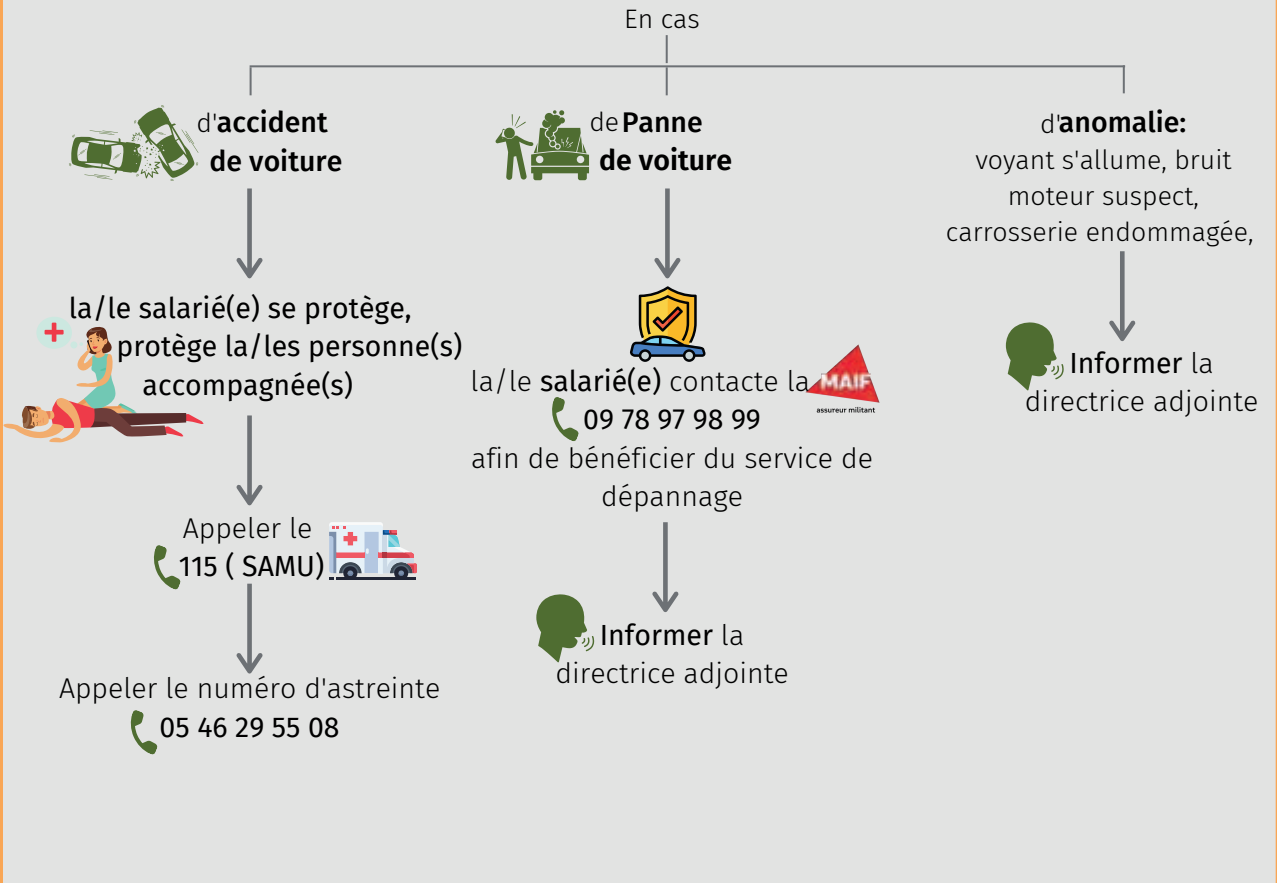 En cas
d'accident
de voiture
la/le salarié(e) se protège,
protège la/les personne(s)
accompagnée(s)
Appeler le
115 ( SAMU)
Appeler le numéro d'astreinte
05 46 29 55 08
de Panne
de voiture
la/le salarié(e) contacte la MAIF
assureur militant
09 78 97 98 99
afin de bénéficier du service de
dépannage
Informer la
directrice adjointe
d'anomalie:
voyant s'allume, bruit
moteur suspect,
carrosserie endommagée,
Informer la
directrice adjointe